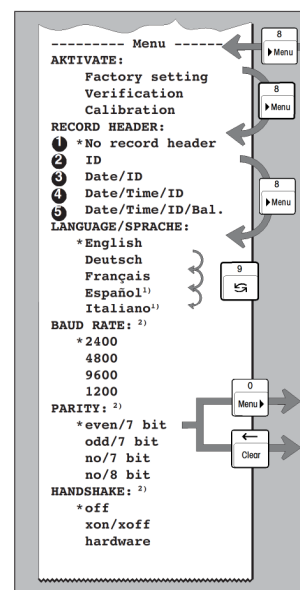 --------- Menu ------
8
▶Menu
AKTIVATE:
Factory setting
Verification
Calibration
8
▶Menu
RECORD HEADER:
1 *No record header
2 ID
3 Date/ID
4 Date/Time/ID
5 Date/Time/ID/Bal.
8
▶Menu
LANGUAGE/SPRACHE:
*English
Deutsch
Français
Español1)
Italiano1)
9
BAUD RATE: 2)
*2400
4800
9600
1200
0
Menu▶
PARITY: 2)
*even/7 bit
odd/7 bit
no/7 bit
no/8 bit
←
Clear
HANDSHAKE: 2)
*off
xon/xoff
hardware